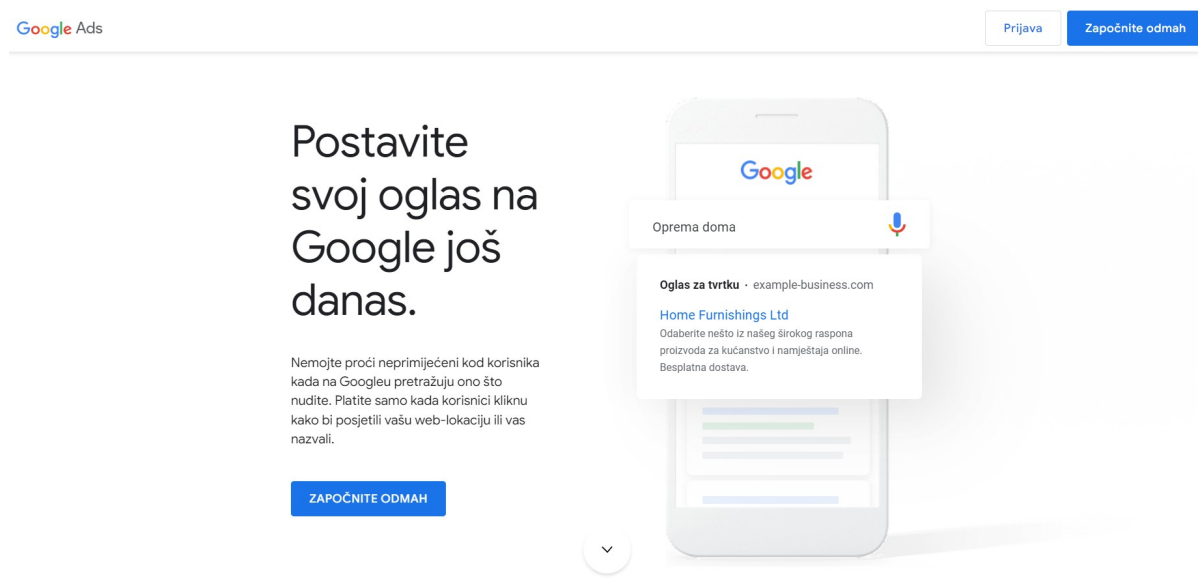 Google Ads
Prijava
Započnite odmah
Postavite
svoj oglas na
Google još
danas.
Nemojte proći neprimijećeni kod korisnika
kada na Googleu pretražuju ono što
nudite. Platite samo kada korisnici kliknu
kako bi posjetili vašu web-lokaciju ili vas
nazvali.
ZAPOČNITE ODMAH
Google
Oprema doma
Oglas za tvrtku · example-business.com
Home Furnishings Ltd
Odaberite nešto iz našeg širokog raspona
proizvoda za kućanstvo i namještaja online.
Besplatna dostava.